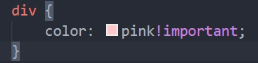 div {
    color: pink!important;
}